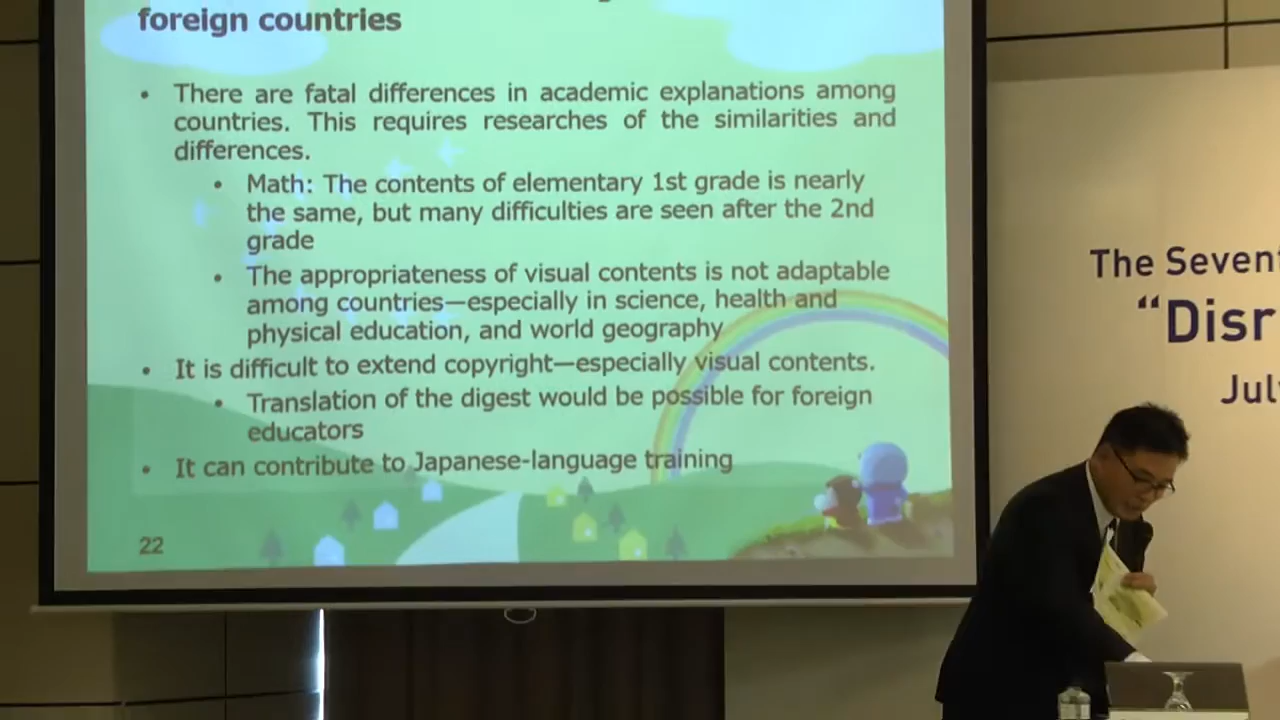 foreign countries
• There are fatal differences in academic explanations among
countries. This requires researches of the similarities and
differences.
• Math: The contents of elementary 1st grade is nearly
the same, but many difficulties are seen after the 2nd
grade
• The appropriateness of visual contents is not adaptable
among countries—especially in science, health and
physical education, and world geography
• It is difficult to extend copyright—especially visual contents.
• Translation of the digest would be possible for foreign
educators
• It can contribute to Japanese-language training
22
The Seven
“Disr
Jul